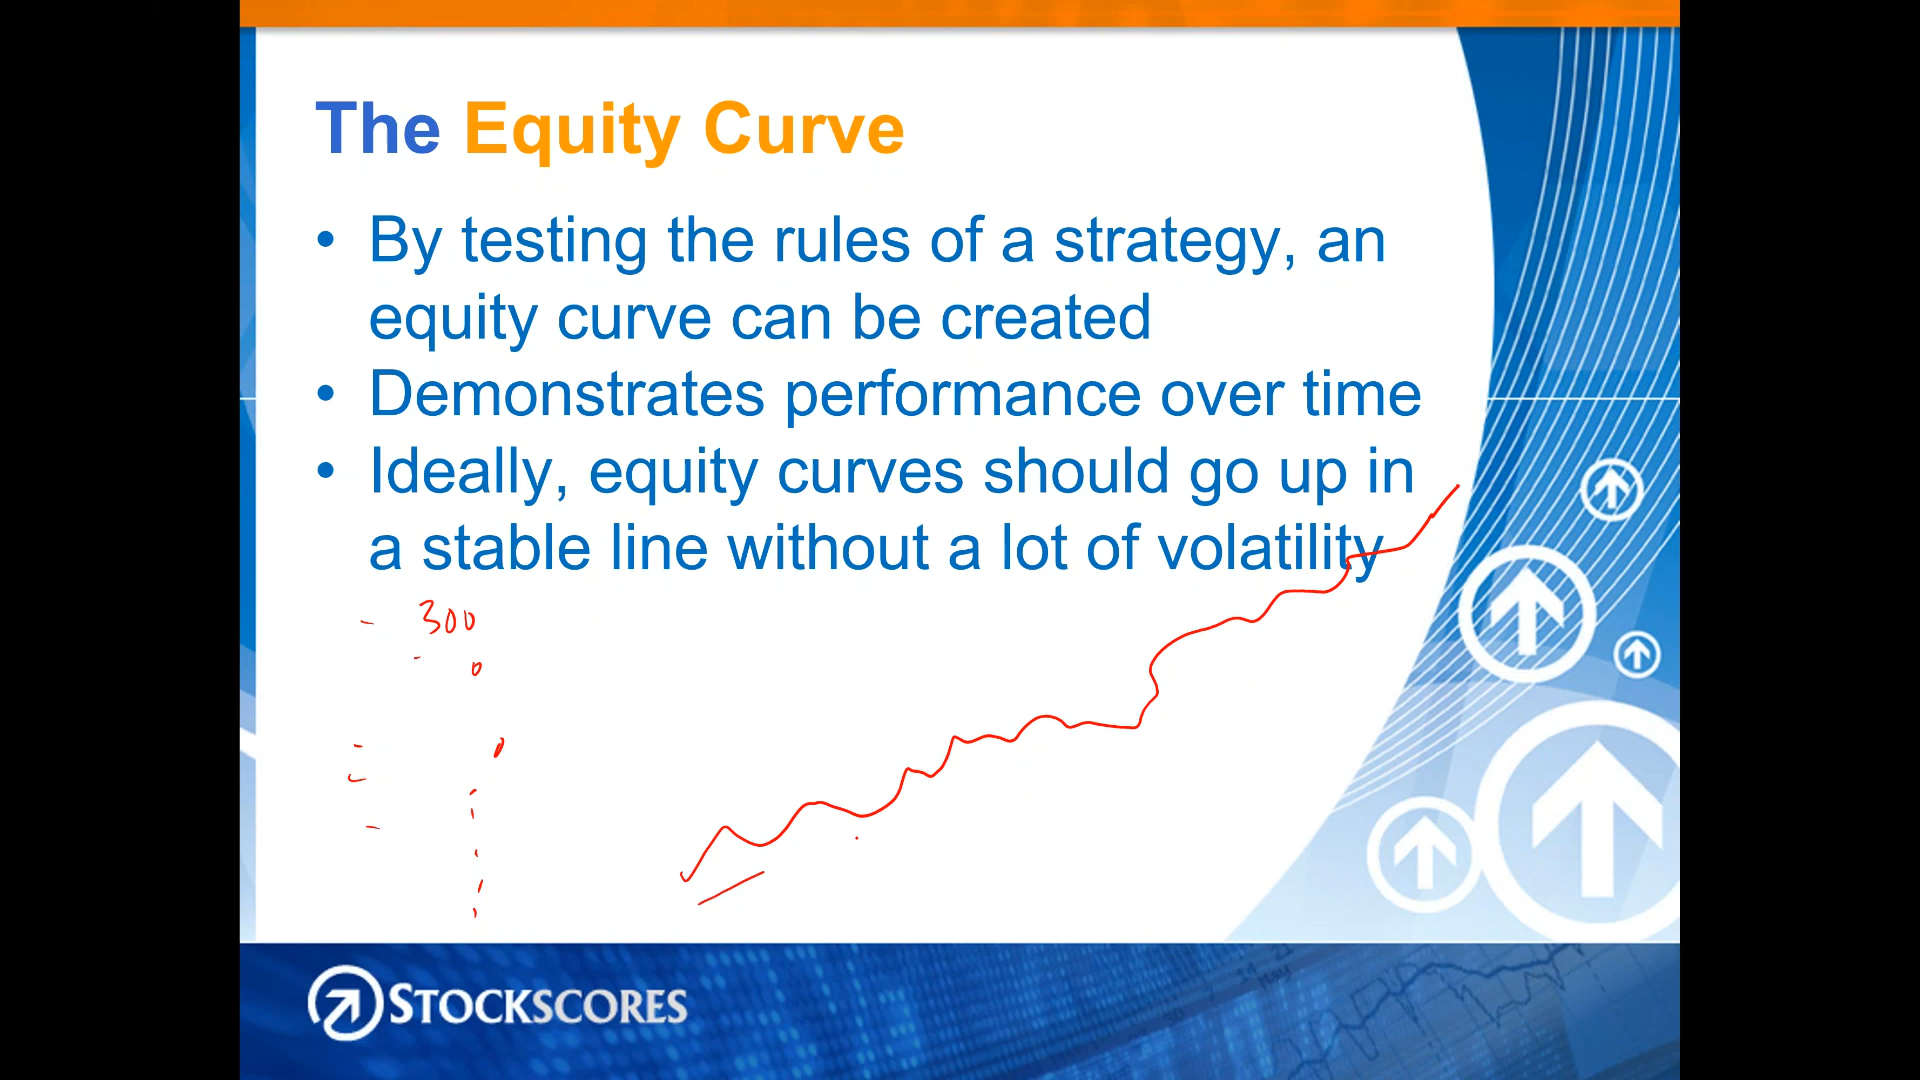 The Equity Curve
• By testing the rules of a strategy, an
equity curve can be created
• Demonstrates performance over time
• Ideally, equity curves should go up in
a stable line without a lot of volatility
- 300
STOCKSCORES